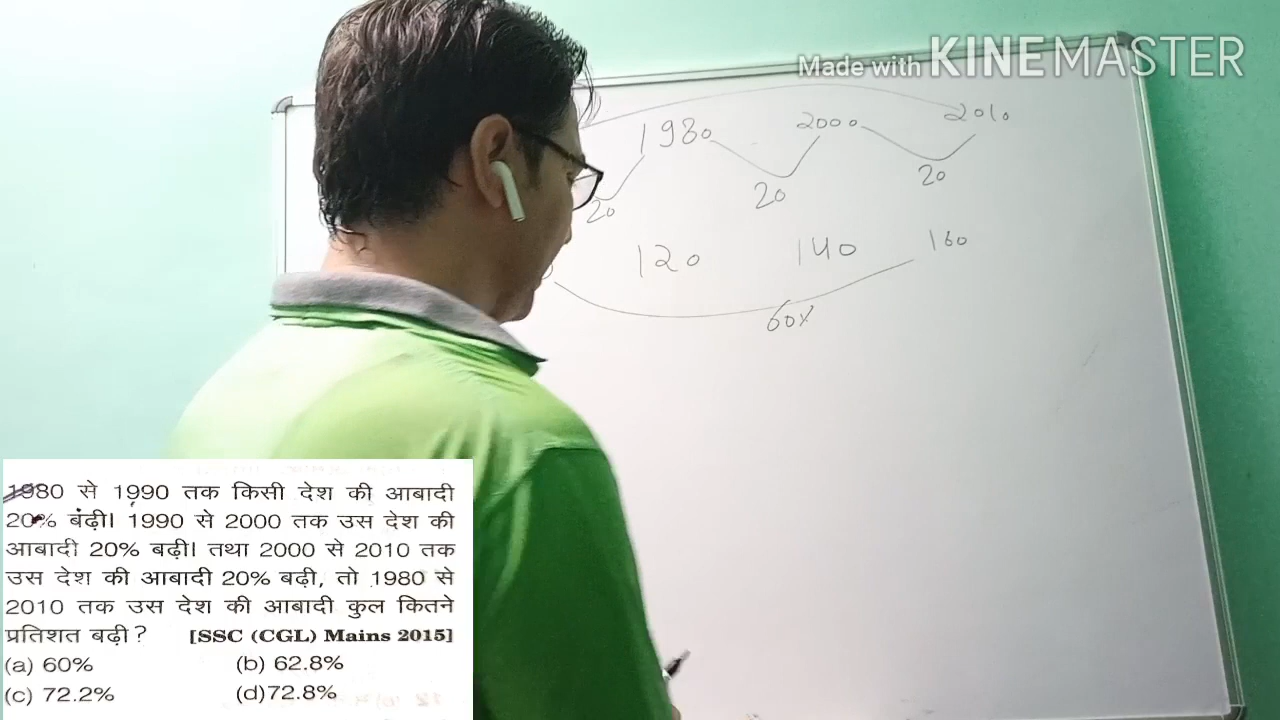 Made with KINEMASTER
1980 2000 2010
20 20 20
120 140 160
60%
1980 से 1990 तक किसी देश की आबादी
20% बढ़ी। 1990 से 2000 तक उस देश की
आबादी 20% बढ़ी। तथा 2000 से 2010 तक
उस देश की आबादी 20% बढ़ी, तो 1980 से
2010 तक उस देश की आबादी कुल कितने
प्रतिशत बढ़ी? [SSC (CGL) Mains 2015]
(a) 60% (b) 62.8%
(c) 72.2% (d) 72.8%